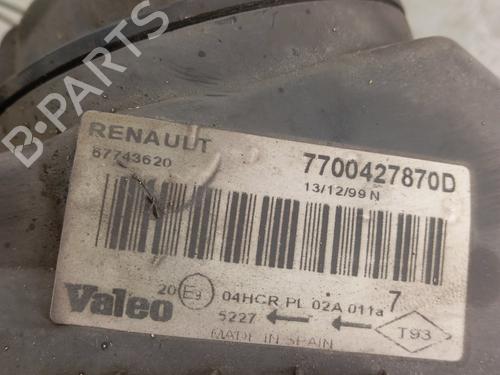 B-PARTS
RENAULT
67743620
7700427870D
13/12/99 N
Valeo
20 E9 04HCR PL 02A 011a 7
5227
T93
MADE IN SPAIN